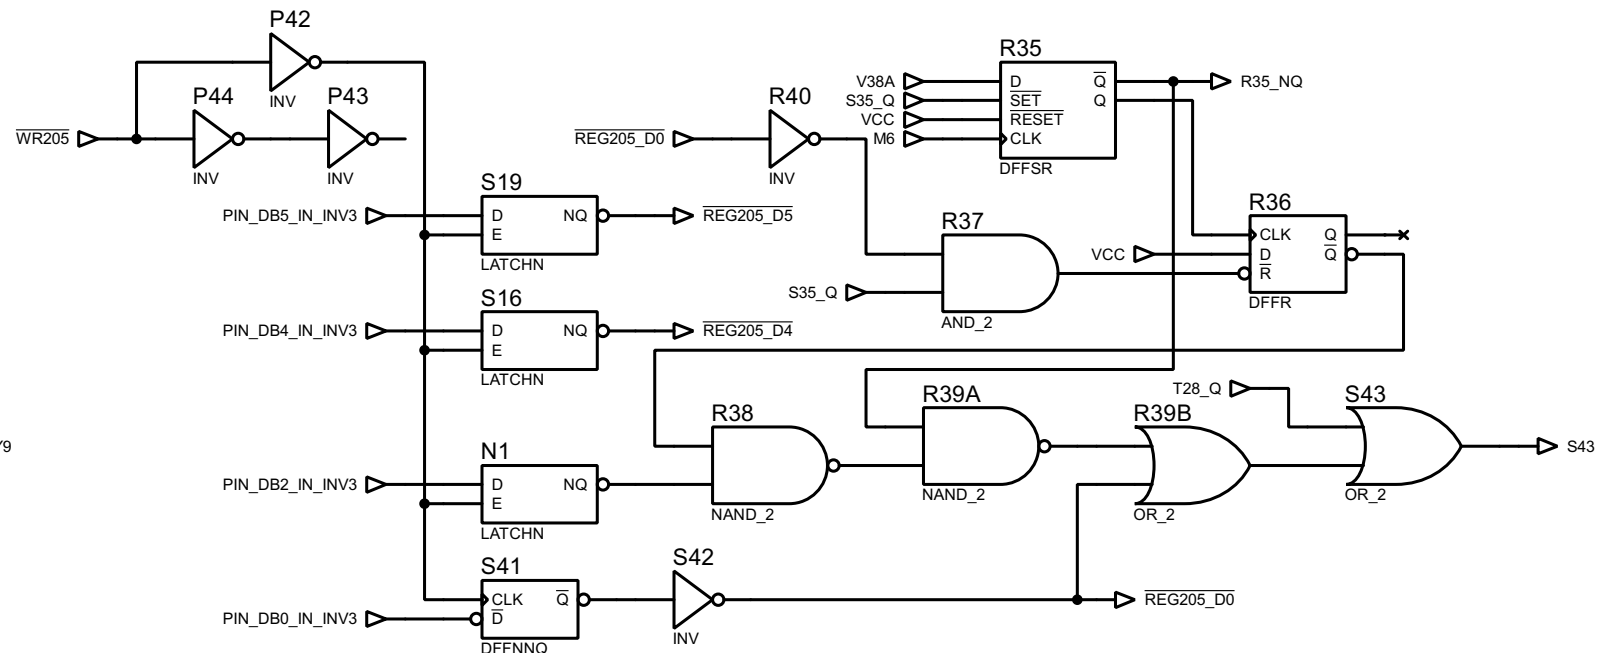 P42
INV
P44
INV
P43
INV
WR205
S19
PIN_DB5_IN_INV3
D
E
NQ
LATCHN
REG205_D5
S16
PIN_DB4_IN_INV3
D
E
NQ
LATCHN
REG205_D4
N1
PIN_DB2_IN_INV3
D
E
NQ
LATCHN
S41
CLK
D
Q
PIN_DB0_IN_INV3
DFFNNQ
S42
INV
REG205_D0
R40
REG205_D0
INV
R35
V38A
S35_Q
VCC
M6
D
SET
RESET
CLK
Q
Q
DFFSR
R35_NQ
R37
S35_Q
AND_2
R36
VCC
CLK
D
R
Q
Q
DFFR
R38
NAND_2
R39A
NAND_2
R39B
OR_2
T28_Q
S43
OR_2
S43